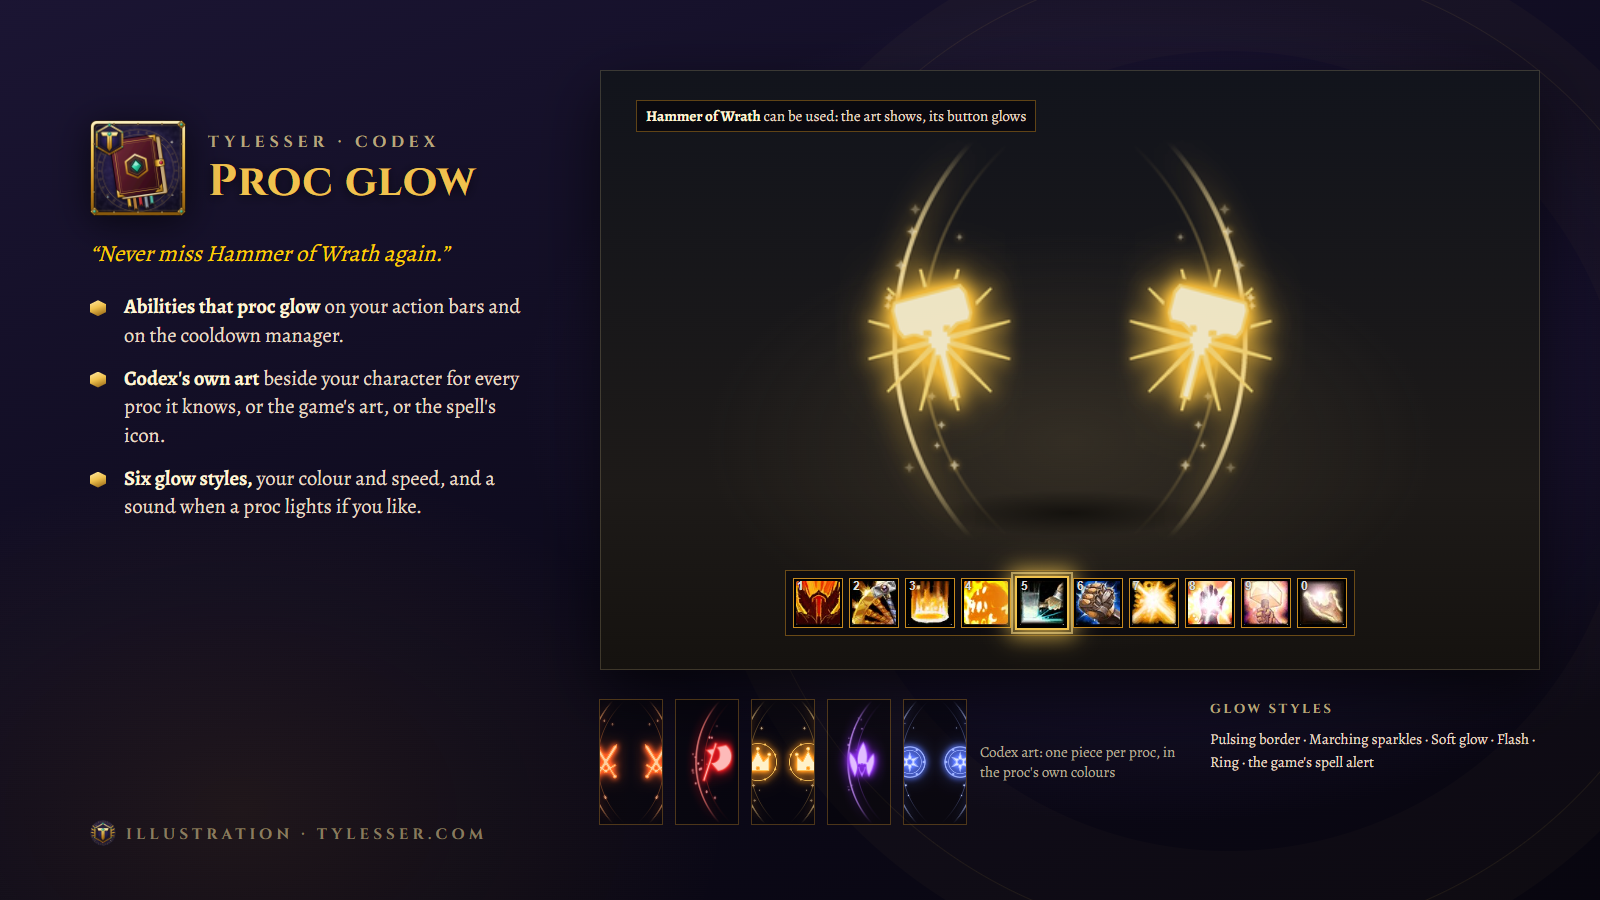 TYLESSER · CODEX
PROC GLOW
“Never miss Hammer of Wrath again.”
Abilities that proc glow on your action bars and
on the cooldown manager.
Codex's own art beside your character for every
proc it knows, or the game's art, or the spell's
icon.
Six glow styles, your colour and speed, and a
sound when a proc lights if you like.
ILLUSTRATION · TYLESSER.COM
Hammer of Wrath can be used: the art shows, its button glows
1 2 3 4 5 6 7 8 9 0
Codex art: one piece per proc, in
the proc's own colours
GLOW STYLES
Pulsing border · Marching sparkles · Soft glow · Flash ·
Ring · the game's spell alert